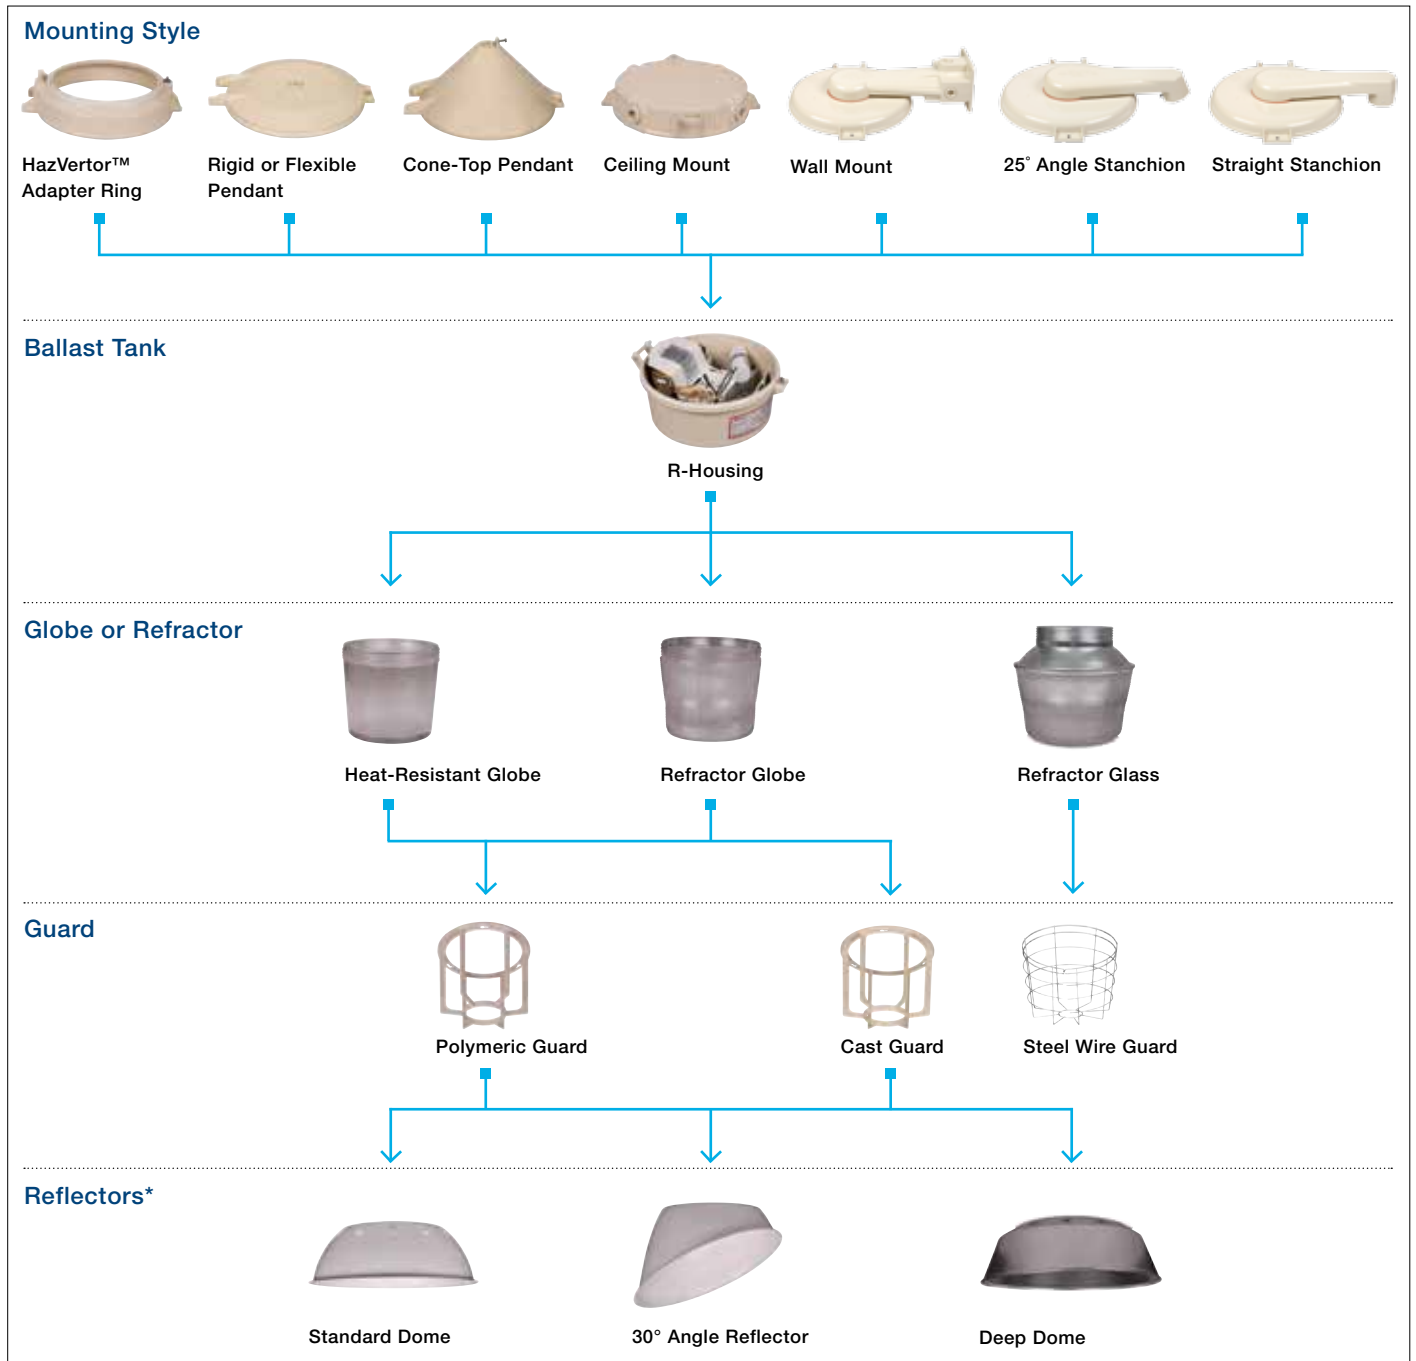 Mounting Style
HazVertor™
Adapter Ring
Rigid or Flexible
Pendant
Cone-Top Pendant
Ceiling Mount
Wall Mount
25° Angle Stanchion
Straight Stanchion
Ballast Tank
R-Housing
Globe or Refractor
Heat-Resistant Globe
Refractor Globe
Refractor Glass
Guard
Polymeric Guard
Cast Guard
Steel Wire Guard
Reflectors*
Standard Dome
30° Angle Reflector
Deep Dome